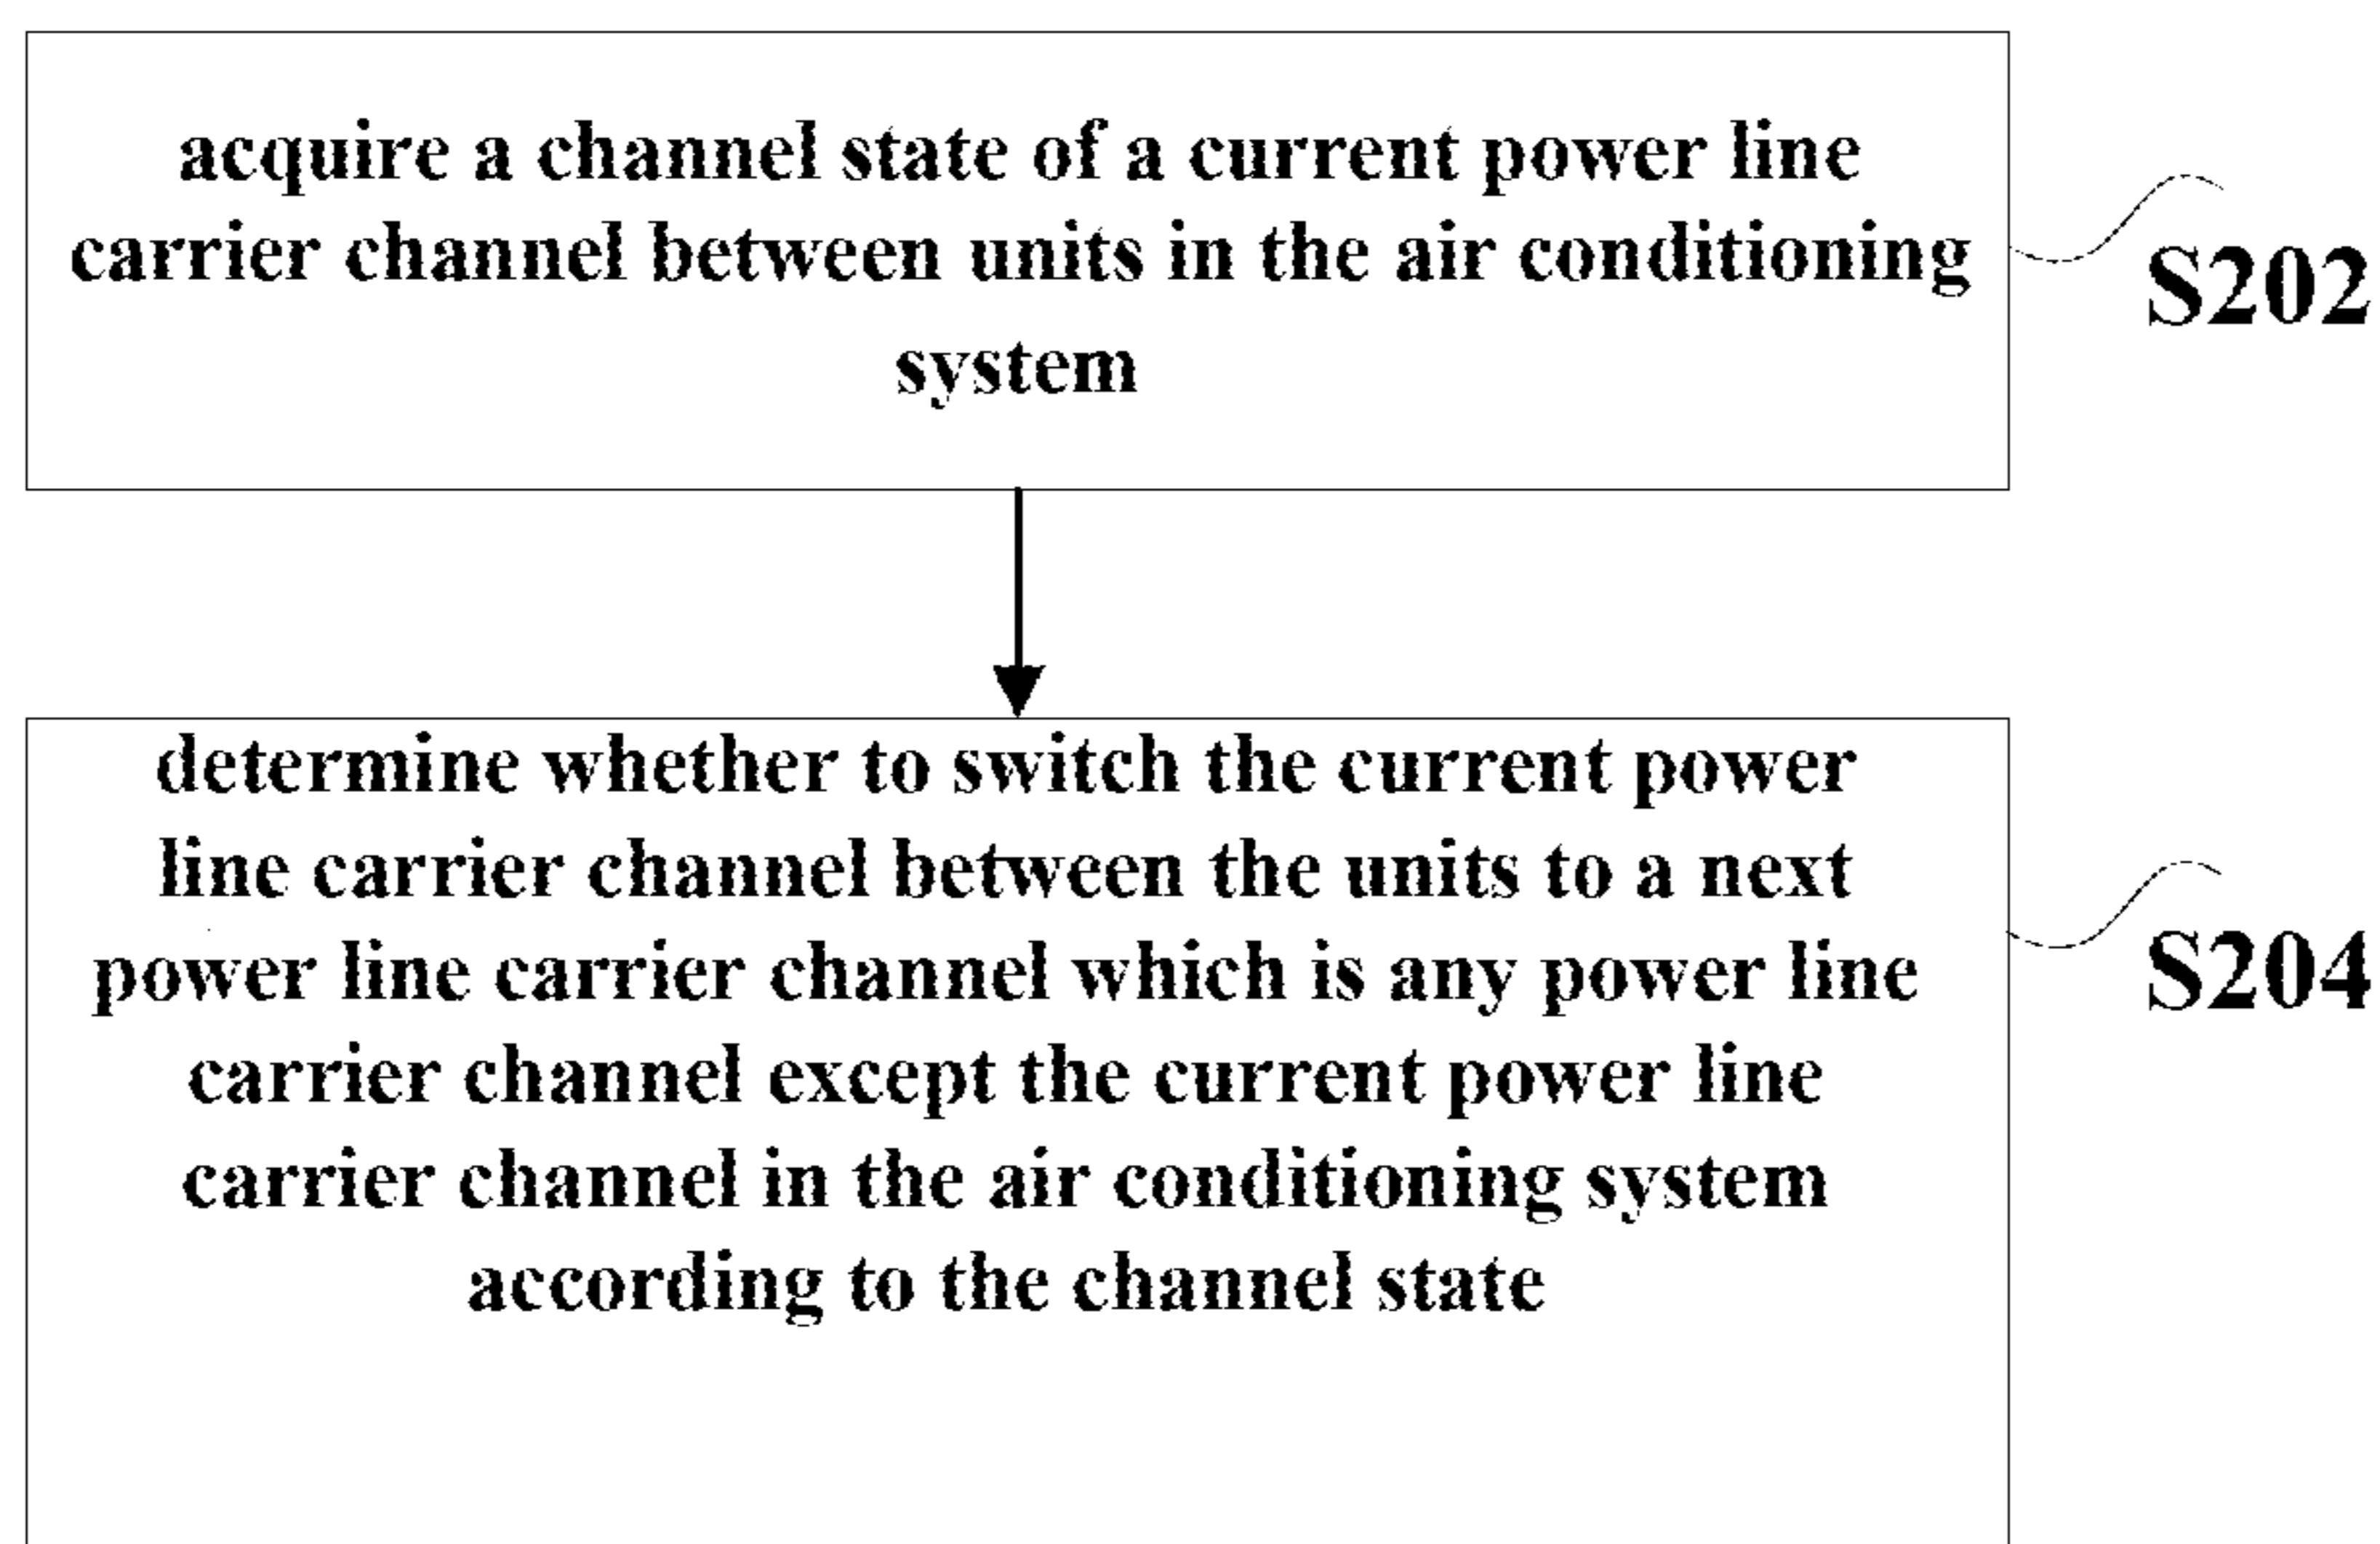 acquire a channel state of a current power line
carrier channel between units in the air conditioning
system
S202
determine whether to switch the current power
line carrier channel between the units to a next
power line carrier channel which is any power line
carrier channel except the current power line
carrier channel in the air conditioning system
according to the channel state
S204